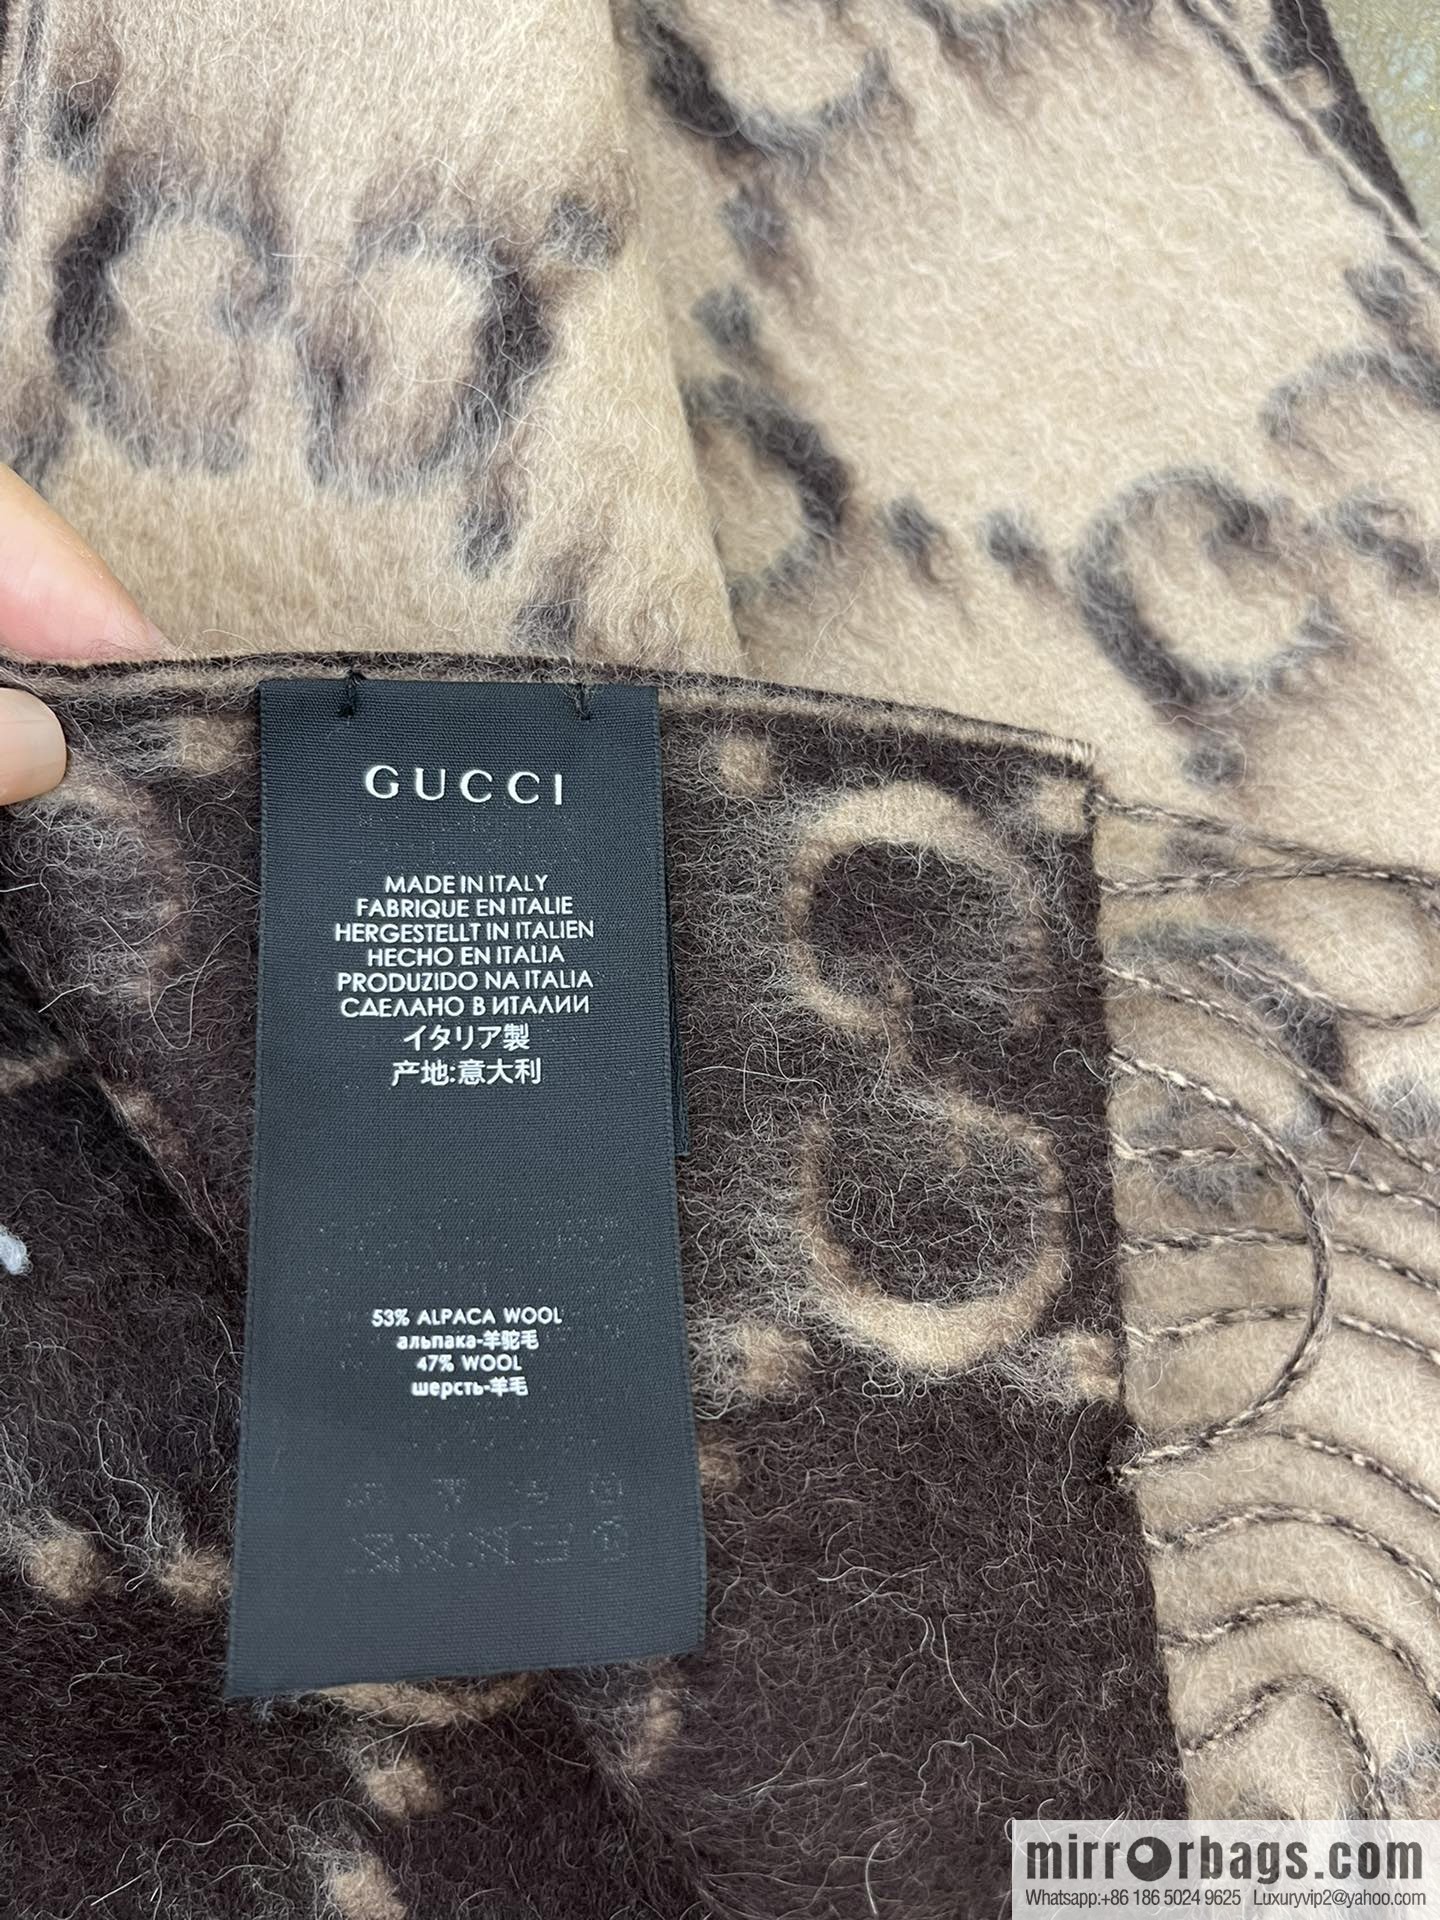 GUCCI
MADE IN ITALY
FABRIQUE EN ITALIE
HERGESTELLT IN ITALIEN
HECHO EN ITALIA
PRODUZIDO NA ITALIA
СДЕЛАНО В ИТАЛИИ
イタリア製
产地:意大利
53% ALPACA WOOL
альпака-羊驼毛
47% WOOL
шерсть-羊毛
mirrorbags.com
Whatsapp:+86 186 5024 9625 Luxuryvip2@yahoo.com